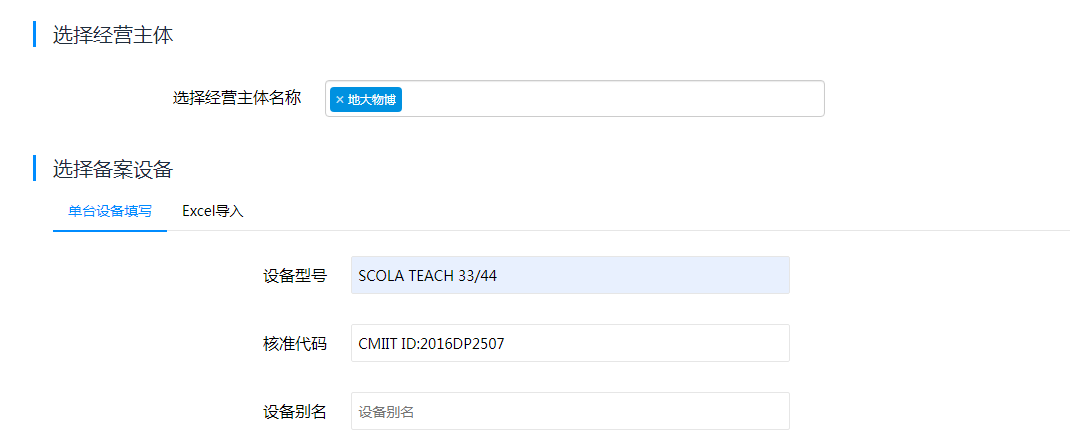 选择经营主体
选择经营主体名称 × 地大物博
选择备案设备
单台设备填写 Excel导入
设备型号 SCOLA TEACH 33/44
核准代码 CMIIT ID:2016DP2507
设备别名 设备别名